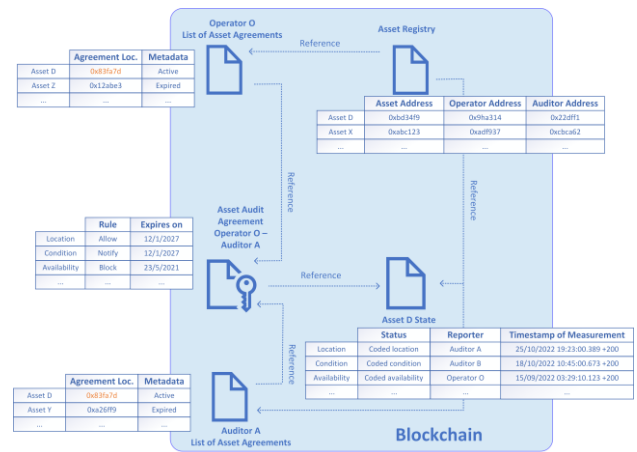 Operator O
List of Asset Agreements
Asset Registry
Reference
Agreement Loc. Metadata
Asset D 0x83fa7d Active
Asset Z 0x12abe3 Expired
... ... ...
Asset Address Operator Address Auditor Address
Asset D 0xbd34f9 0x9ha314 0x22dff1
Asset X 0xabc123 0xadf937 0xcbca62
... ... ... ...
Reference
Reference
Asset Audit
Agreement
Operator O –
Auditor A
Rule Expires on
Location Allow 12/1/2027
Condition Notify 12/1/2027
Availability Block 23/5/2021
... ... ...
Reference
Asset D State
Status Reporter Timestamp of Measurement
Location Coded location Auditor A 25/10/2022 19:23:00.389 +200
Condition Coded condition Auditor B 18/10/2022 10:45:00.673 +200
Availability Coded availability Operator O 15/09/2022 03:29:10.123 +200
... ... ... ...
Reference
Agreement Loc. Metadata
Asset D 0x83fa7d Active
Asset Y 0xa26ff9 Expired
... ... ...
Auditor A
List of Asset Agreements
Blockchain